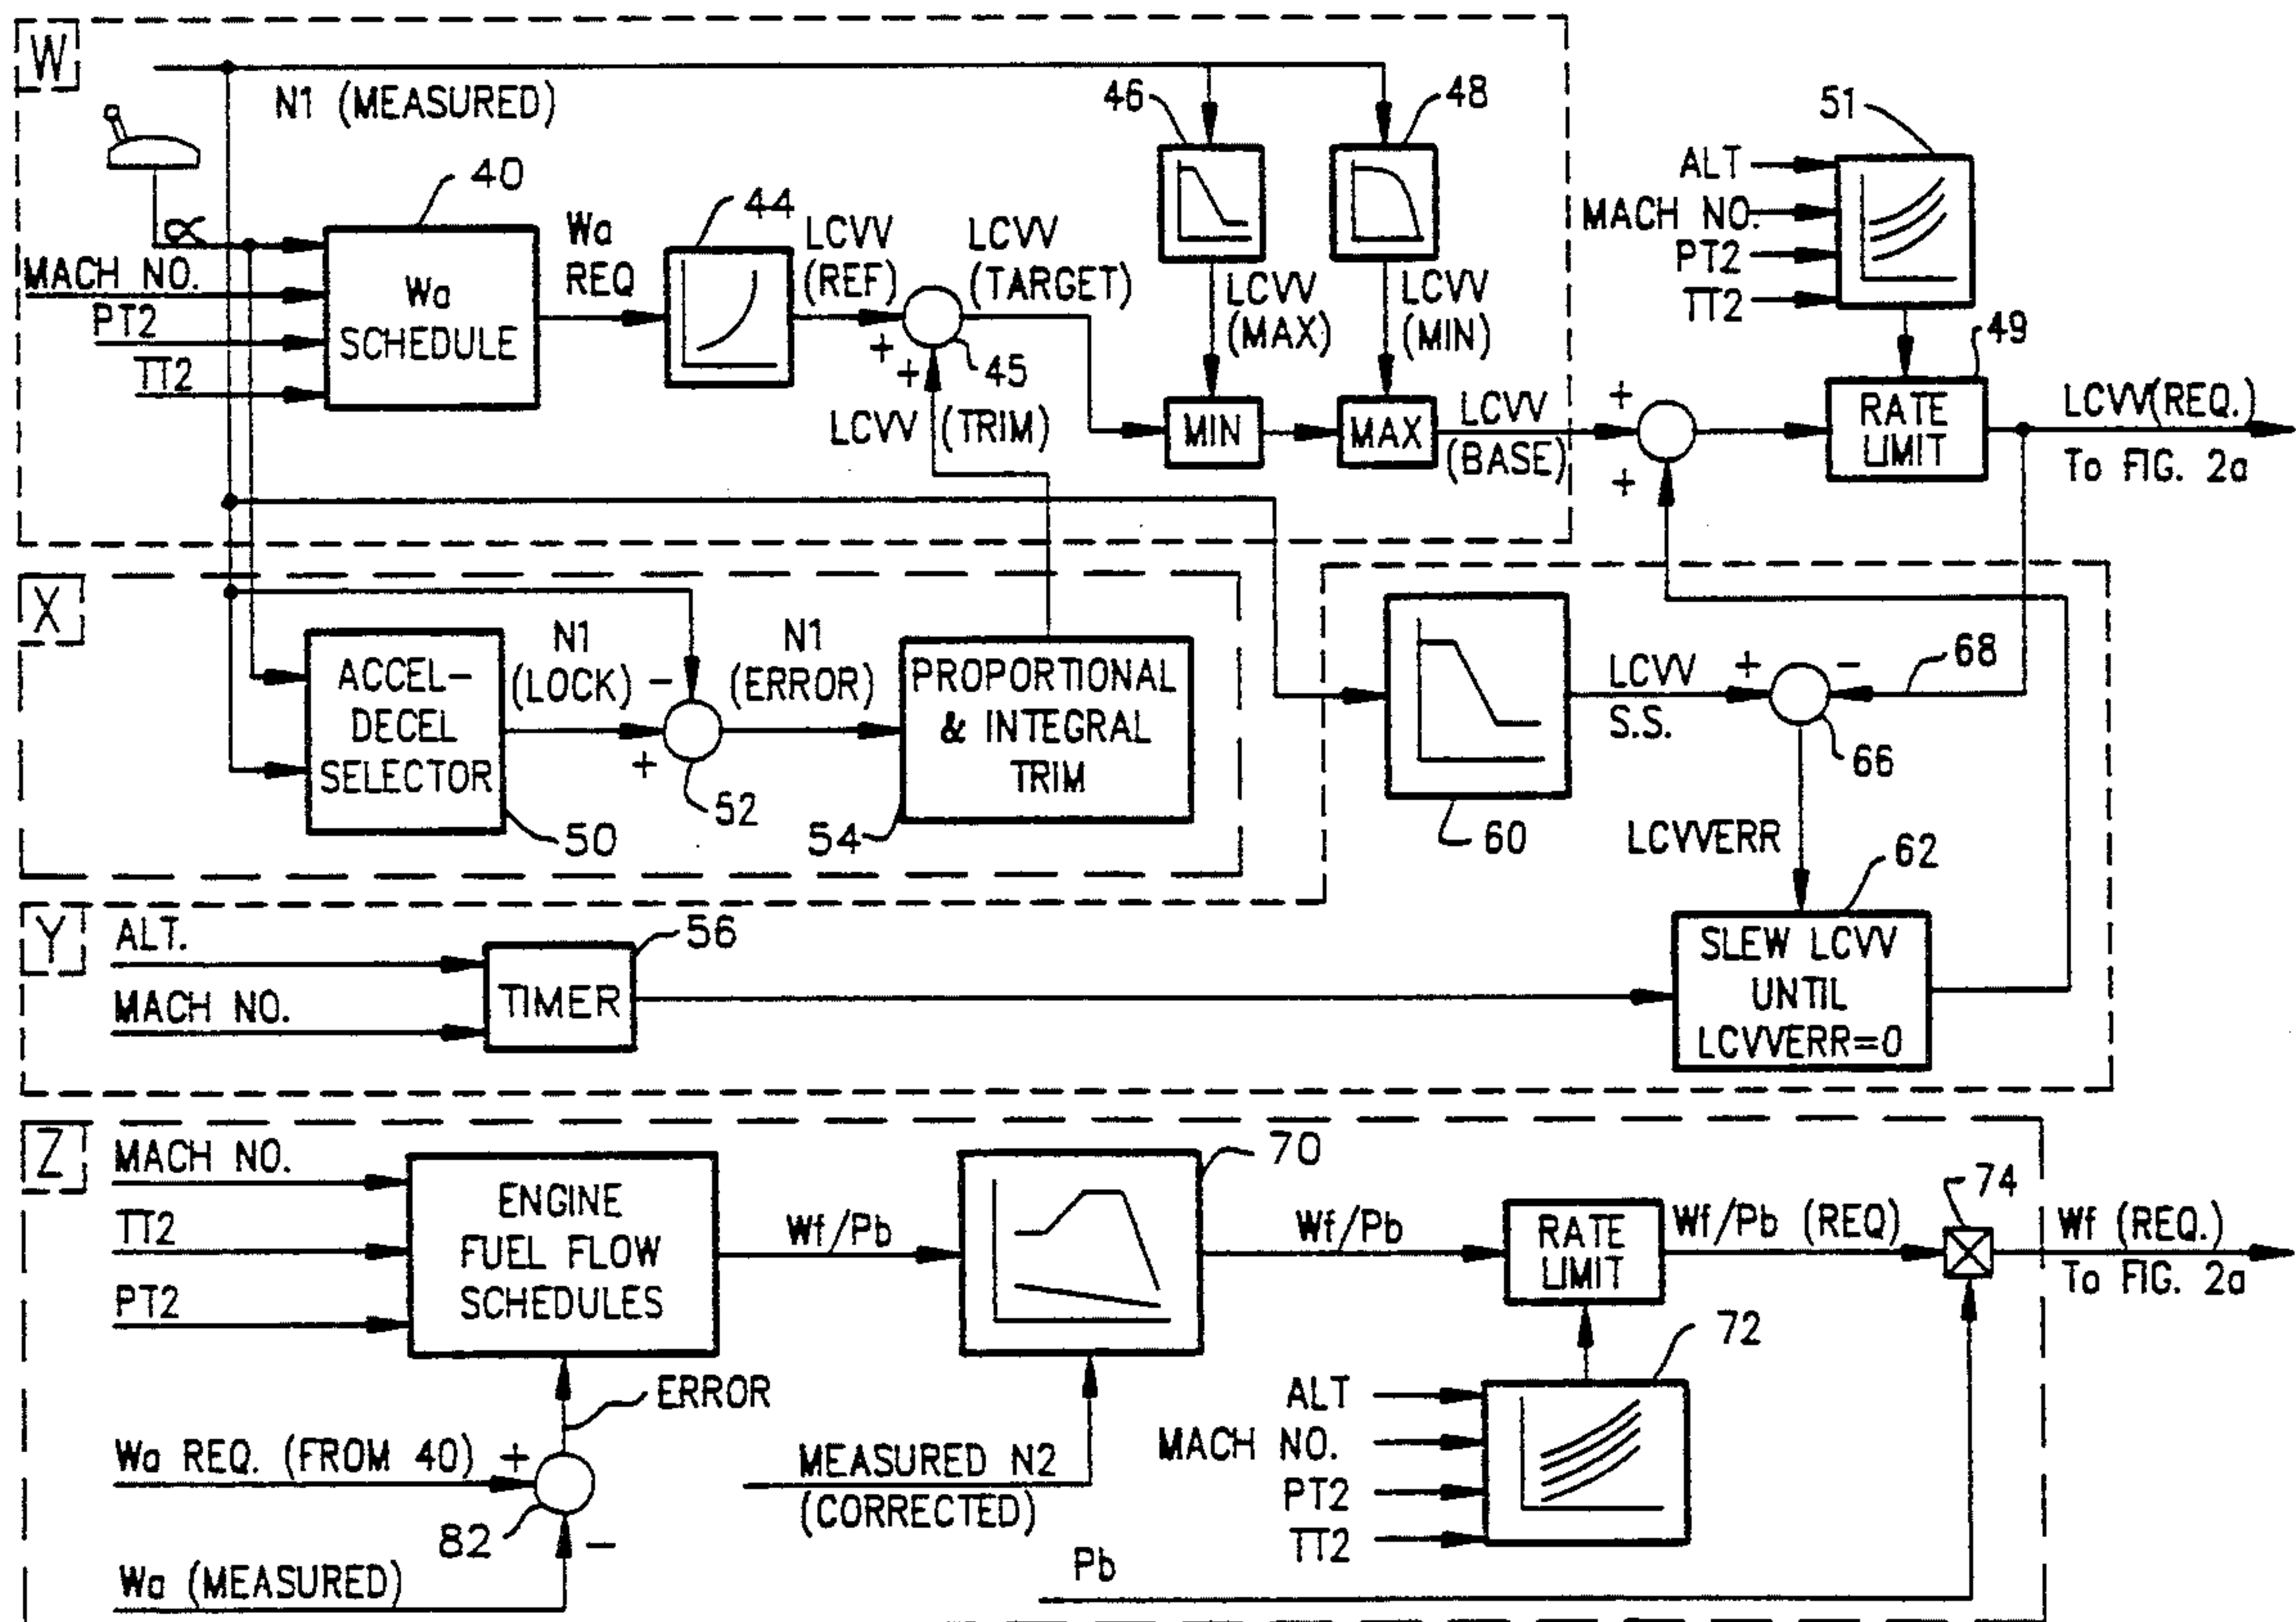 W
N1 (MEASURED)
46
48
51
ALT
MACH NO.
PT2
TT2
40
44
∝
MACH NO.
PT2
TT2
Wa
SCHEDULE
Wa
REQ
LCVV
(REF)
LCVV
(TARGET)
+
+
45
LCVV (TRIM)
LCVV
(MAX)
LCVV
(MIN)
MIN
MAX
LCVV
(BASE)
+
+
49
RATE
LIMIT
LCVV(REQ.)
To FIG. 2a
X
ACCEL-
DECEL
SELECTOR
50
N1
(LOCK)
-
+
52
N1
(ERROR)
PROPORTIONAL
& INTEGRAL
TRIM
54
60
LCVV
S.S.
+
-
68
66
LCVVERR
62
SLEW LCVV
UNTIL
LCVVERR=0
Y
ALT.
MACH NO.
56
TIMER
Z
MACH NO.
TT2
PT2
ENGINE
FUEL FLOW
SCHEDULES
Wf/Pb
70
Wf/Pb
RATE
LIMIT
Wf/Pb (REQ)
74
Wf (REQ.)
To FIG. 2a
ERROR
Wa REQ. (FROM 40)
+
82
-
Wa (MEASURED)
MEASURED N2
(CORRECTED)
72
ALT
MACH NO.
PT2
TT2
Pb